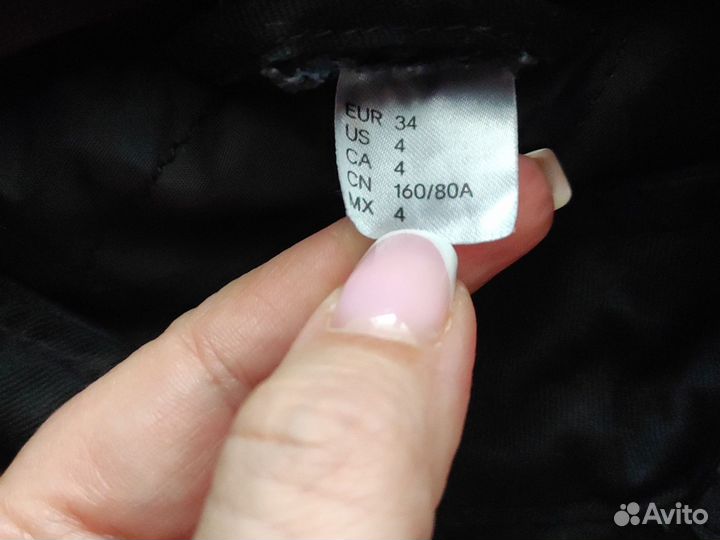 EUR 34
US 4
CA 4
CN 160/80A
MX 4
Avito